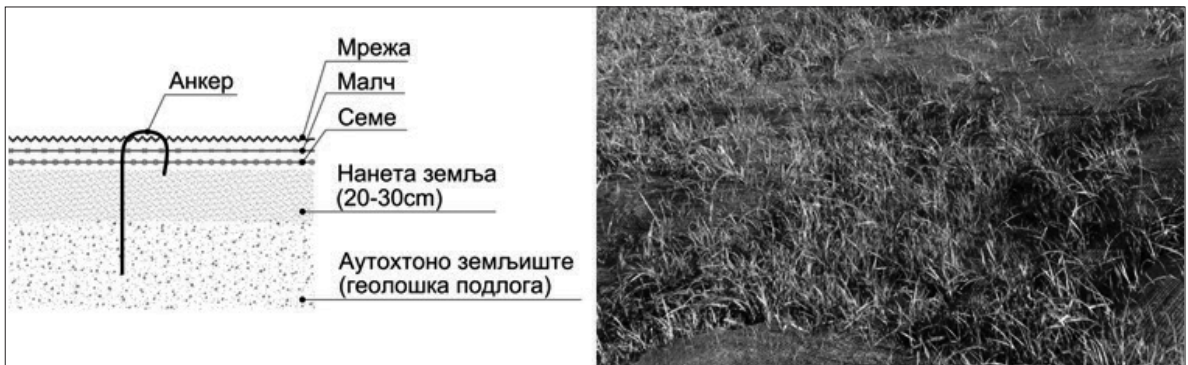 Мрежа
Анкер
Малч
Семе
Нанета земља
(20-30cm)
Аутохтоно земљиште
(геолошка подлога)